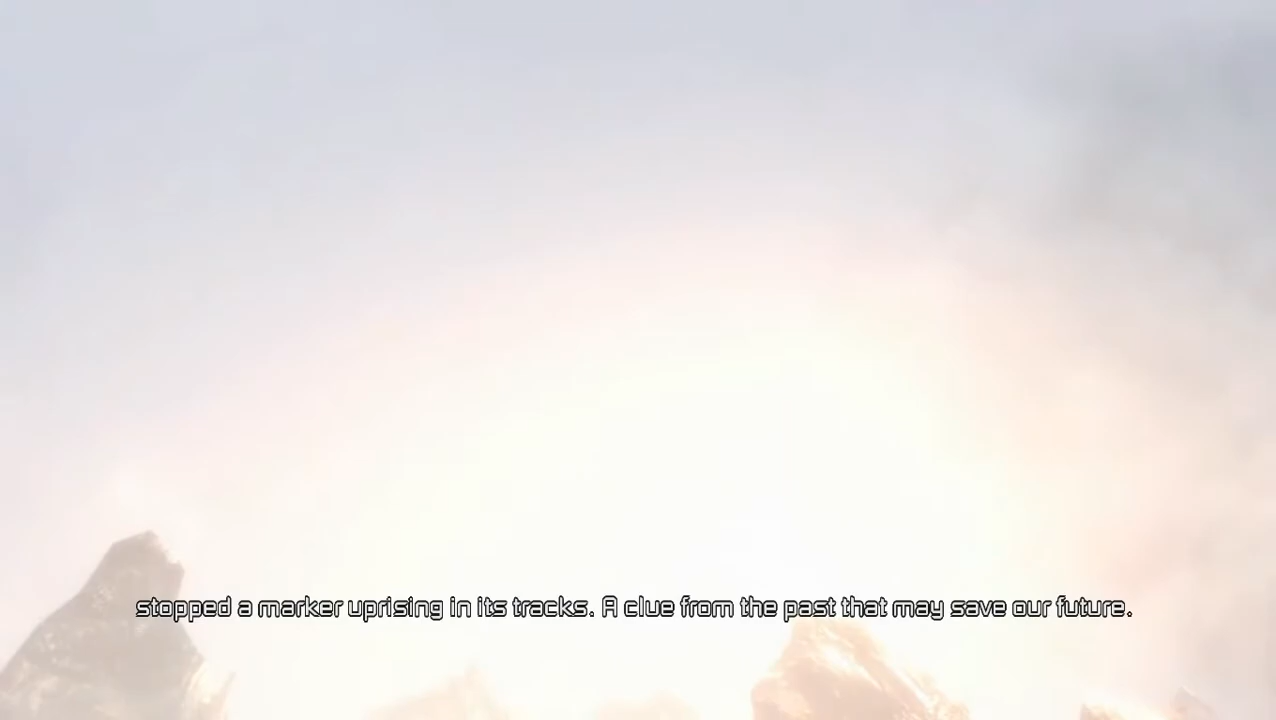 stopped a marker uprising in its tracks. A clue from the past that may save our future.